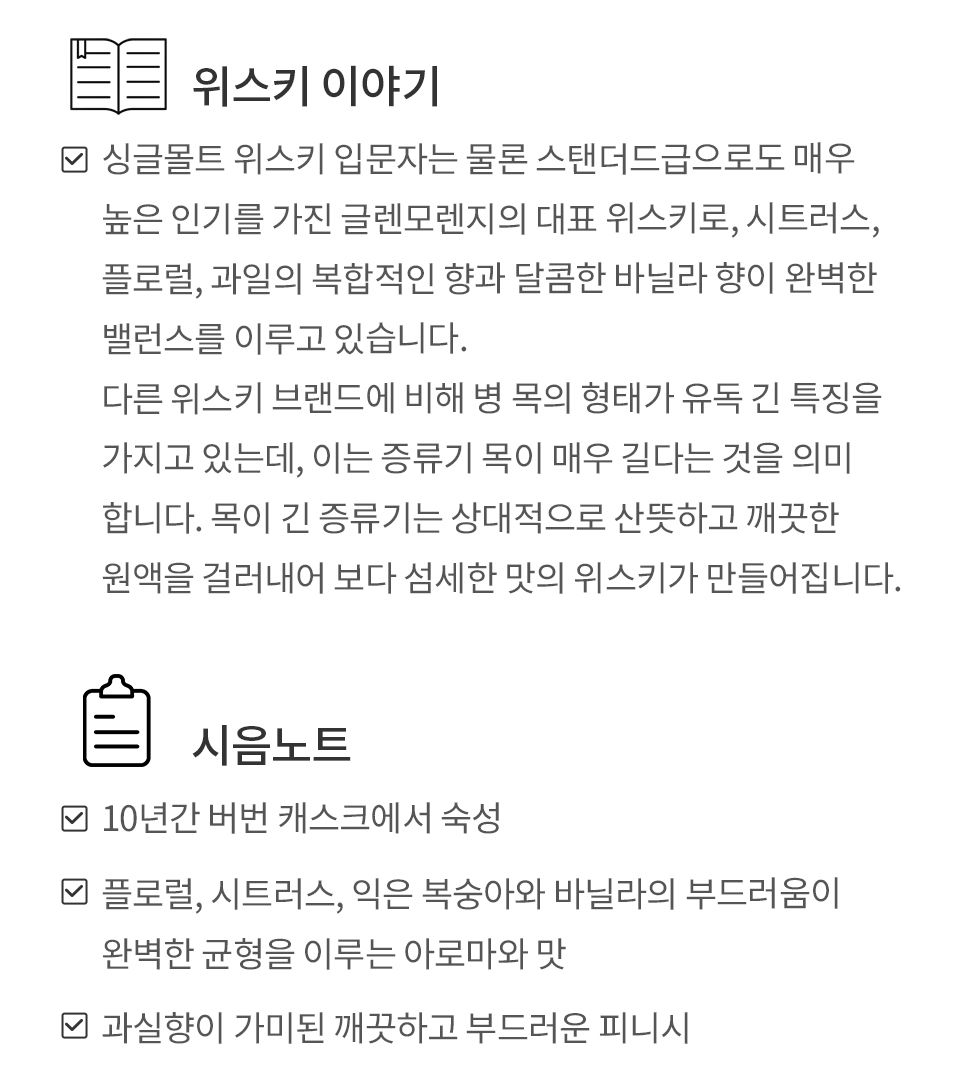 위스키 이야기
싱글몰트 위스키 입문자는 물론 스탠더드급으로도 매우
높은 인기를 가진 글렌모렌지의 대표 위스키로, 시트러스,
플로럴, 과일의 복합적인 향과 달콤한 바닐라 향이 완벽한
밸런스를 이루고 있습니다.
다른 위스키 브랜드에 비해 병 목의 형태가 유독 긴 특징을
가지고 있는데, 이는 증류기 목이 매우 길다는 것을 의미
합니다. 목이 긴 증류기는 상대적으로 산뜻하고 깨끗한
원액을 걸러내어 보다 섬세한 맛의 위스키가 만들어집니다.
시음노트
10년간 버번 캐스크에서 숙성
플로럴, 시트러스, 익은 복숭아와 바닐라의 부드러움이
완벽한 균형을 이루는 아로마와 맛
과실향이 가미된 깨끗하고 부드러운 피니시